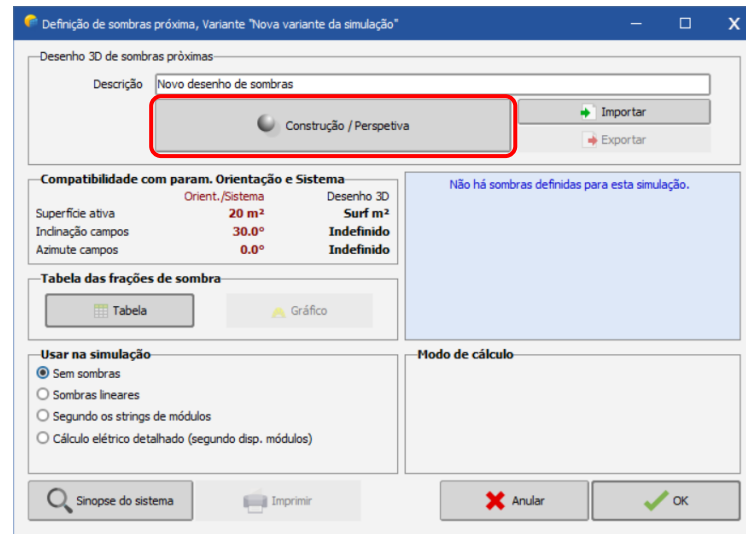 Definição de sombras próxima, Variante "Nova variante da simulação"
Desenho 3D de sombras pròximas
Descrição Novo desenho de sombras
Construção / Perspetiva
Importar
Exportar
Compatibilidade com param. Orientação e Sistema
Orient./Sistema Desenho 3D
Superfície ativa 20 m² Surf m²
Indinação campos 30.0° Indefinido
Azimute campos 0.0° Indefinido
Não há sombras definidas para esta simulação.
Tabela das frações de sombra
Tabela Gráfico
Usar na simulação
Sem sombras
Sombras lineares
Segundo os strings de módulos
Cálculo elétrico detalhado (segundo disp. módulos)
Modo de cálculo
Sinopse do sistema Imprimir Anular OK